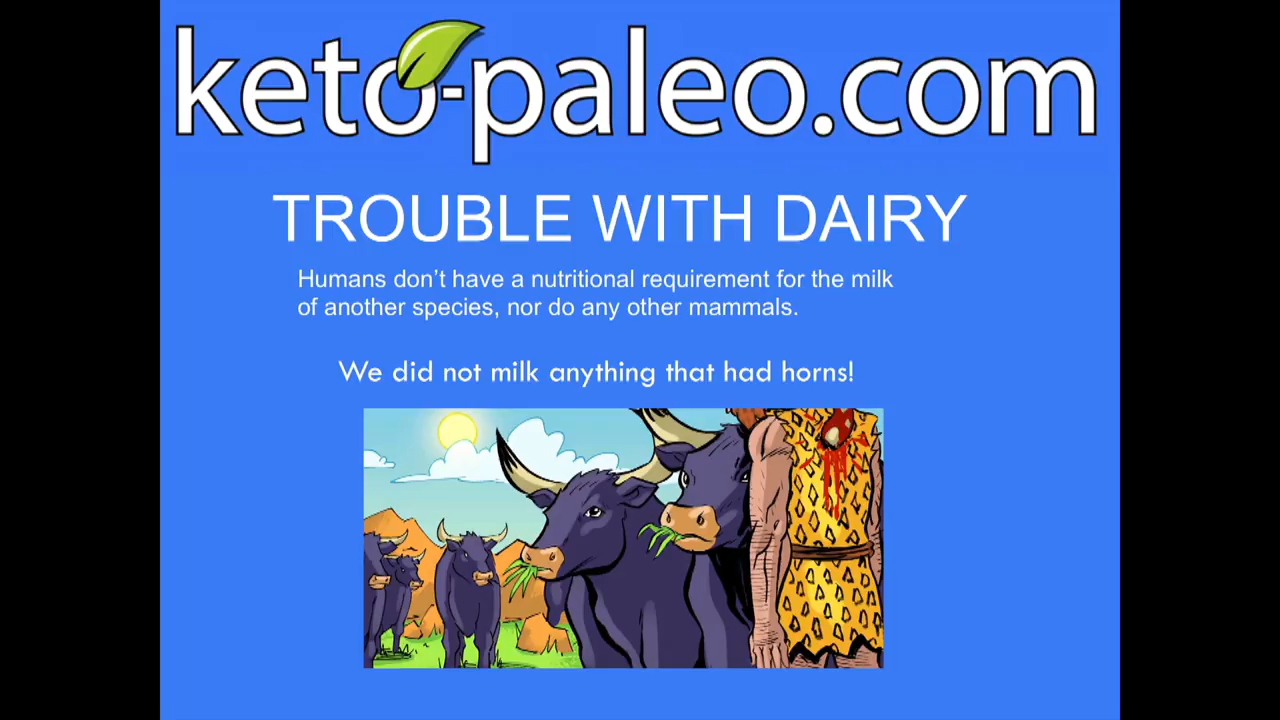 keto-paleo.com
TROUBLE WITH DAIRY
Humans don’t have a nutritional requirement for the milk
of another species, nor do any other mammals.
We did not milk anything that had horns!